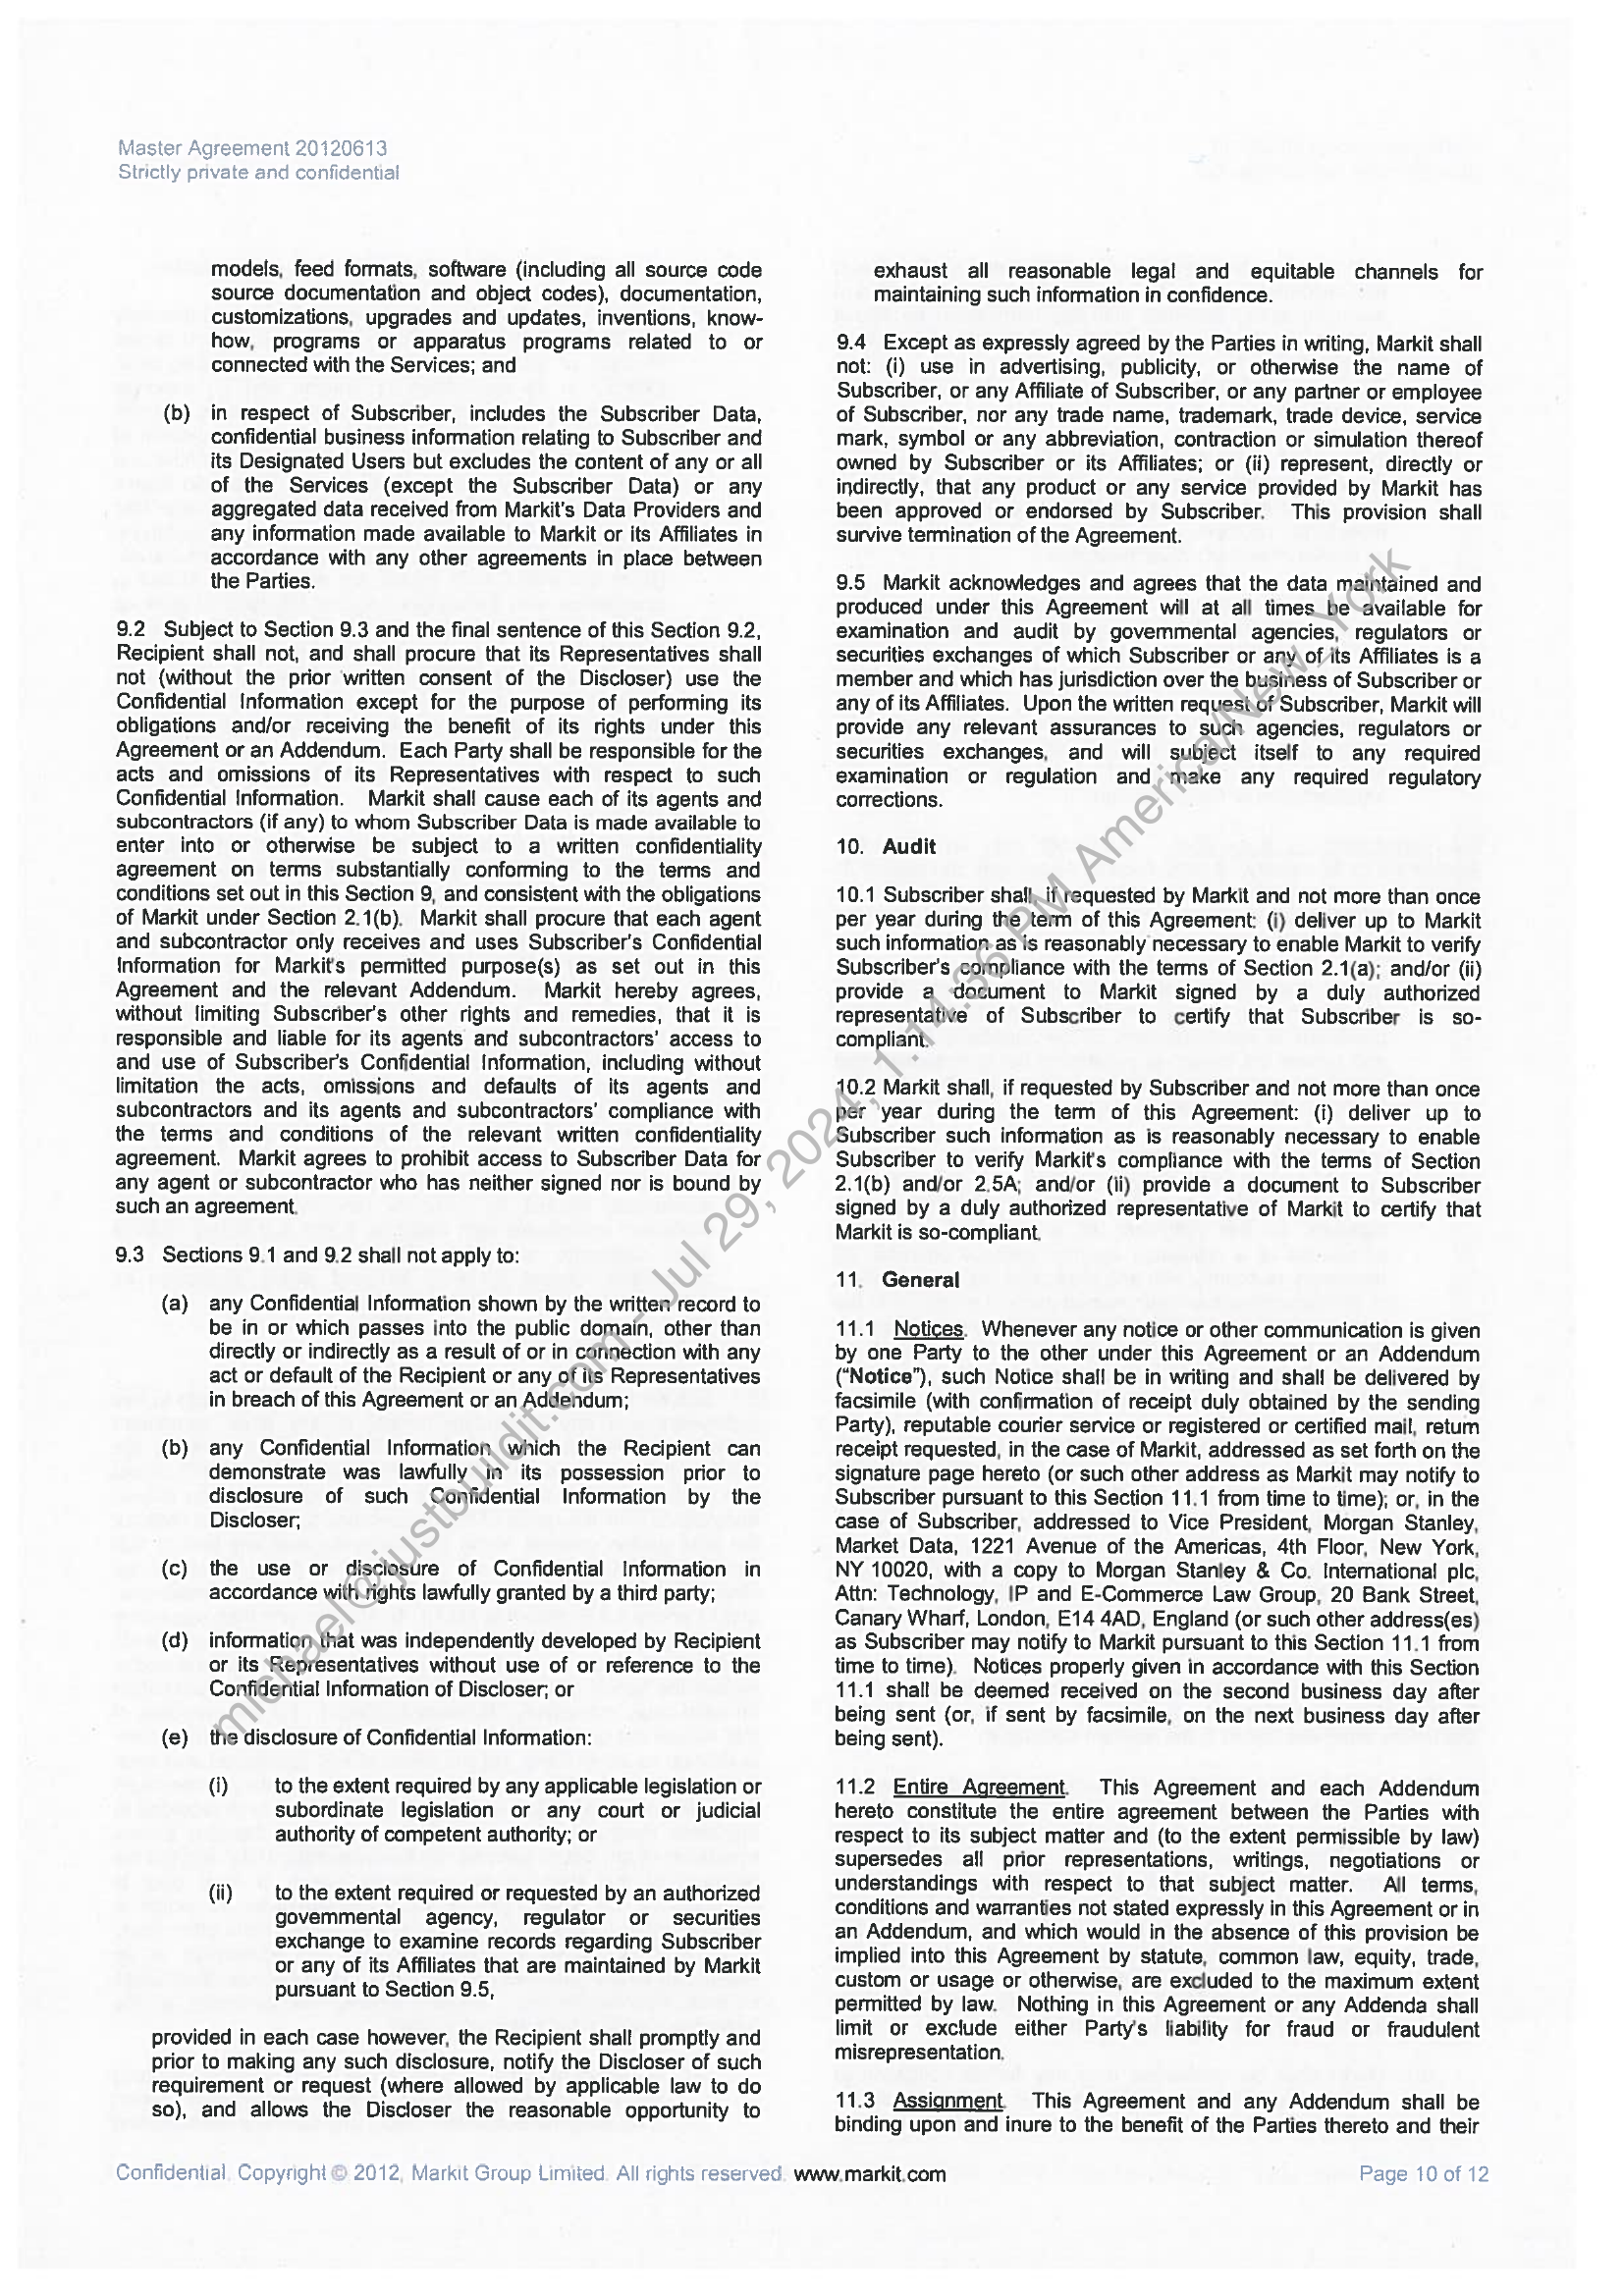 Master Agreement 20120613
Strictly private and confidential
models, feed formats, software (including all source code
source documentation and object codes), documentation,
customizations, upgrades and updates, inventions, know-
how, programs or apparatus programs related to or
connected with the Services; and
(b) in respect of Subscriber, includes the Subscriber Data,
confidential business information relating to Subscriber and
its Designated Users but excludes the content of any or all
of the Services (except the Subscriber Data) or any
aggregated data received from Markit's Data Providers and
any information made available to Markit or its Affiliates in
accordance with any other agreements in place between
the Parties.
9.2 Subject to Section 9.3 and the final sentence of this Section 9.2,
Recipient shall not, and shall procure that its Representatives shall
not (without the prior written consent of the Discloser) use the
Confidential Information except for the purpose of performing its
obligations and/or receiving the benefit of its rights under this
Agreement or an Addendum. Each Party shall be responsible for the
acts and omissions of its Representatives with respect to such
Confidential Information. Markit shall cause each of its agents and
subcontractors (if any) to whom Subscriber Data is made available to
enter into or otherwise be subject to a written confidentiality
agreement on terms substantially conforming to the terms and
conditions set out in this Section 9, and consistent with the obligations
of Markit under Section 2.1(b). Markit shall procure that each agent
and subcontractor only receives and uses Subscriber's Confidential
Information for Markit's permitted purpose(s) as set out in this
Agreement and the relevant Addendum. Markit hereby agrees,
without limiting Subscriber's other rights and remedies, that it is
responsible and liable for its agents and subcontractors' access to
and use of Subscriber's Confidential Information, including without
limitation the acts, omissions and defaults of its agents and
subcontractors and its agents and subcontractors' compliance with
the terms and conditions of the relevant written confidentiality
agreement. Markit agrees to prohibit access to Subscriber Data for
any agent or subcontractor who has neither signed nor is bound by
such an agreement.
9.3 Sections 9.1 and 9.2 shall not apply to:
(a) any Confidential Information shown by the written record to
be in or which passes into the public domain, other than
directly or indirectly as a result of or in connection with any
act or default of the Recipient or any of its Representatives
in breach of this Agreement or an Addendum;
(b) any Confidential Information which the Recipient can
demonstrate was lawfully in its possession prior to
disclosure of such Confidential Information by the
Discloser;
(c) the use or disclosure of Confidential Information in
accordance with rights lawfully granted by a third party;
(d) information that was independently developed by Recipient
or its Representatives without use of or reference to the
Confidential Information of Discloser; or
(e) the disclosure of Confidential Information:
(i) to the extent required by any applicable legislation or
subordinate legislation or any court or judicial
authority of competent authority; or
(ii) to the extent required or requested by an authorized
governmental agency, regulator or securities
exchange to examine records regarding Subscriber
or any of its Affiliates that are maintained by Markit
pursuant to Section 9.5,
provided in each case however, the Recipient shall promptly and
prior to making any such disclosure, notify the Discloser of such
requirement or request (where allowed by applicable law to do
so), and allows the Discloser the reasonable opportunity to
exhaust all reasonable legal and equitable channels for
maintaining such information in confidence.
9.4 Except as expressly agreed by the Parties in writing, Markit shall
not: (i) use in advertising, publicity, or otherwise the name of
Subscriber, or any Affiliate of Subscriber, or any partner or employee
of Subscriber, nor any trade name, trademark, trade device, service
mark, symbol or any abbreviation, contraction or simulation thereof
owned by Subscriber or its Affiliates; or (ii) represent, directly or
indirectly, that any product or any service provided by Markit has
been approved or endorsed by Subscriber. This provision shall
survive termination of the Agreement.
9.5 Markit acknowledges and agrees that the data maintained and
produced under this Agreement will at all times be available for
examination and audit by governmental agencies, regulators or
securities exchanges of which Subscriber or any of its Affiliates is a
member and which has jurisdiction over the business of Subscriber or
any of its Affiliates. Upon the written request of Subscriber, Markit will
provide any relevant assurances to such agencies, regulators or
securities exchanges, and will subject itself to any required
examination or regulation and make any required regulatory
corrections.
10. Audit
10.1 Subscriber shall, if requested by Markit and not more than once
per year during the term of this Agreement: (i) deliver up to Markit
such information as is reasonably necessary to enable Markit to verify
Subscriber's compliance with the terms of Section 2.1(a); and/or (ii)
provide a document to Markit signed by a duly authorized
representative of Subscriber to certify that Subscriber is so-
compliant.
10.2 Markit shall, if requested by Subscriber and not more than once
per year during the term of this Agreement: (i) deliver up to
Subscriber such information as is reasonably necessary to enable
Subscriber to verify Markit's compliance with the terms of Section
2.1(b) and/or 2.5A; and/or (ii) provide a document to Subscriber
signed by a duly authorized representative of Markit to certify that
Markit is so-compliant.
11. General
11.1 Notices. Whenever any notice or other communication is given
by one Party to the other under this Agreement or an Addendum
("Notice"), such Notice shall be in writing and shall be delivered by
facsimile (with confirmation of receipt duly obtained by the sending
Party), reputable courier service or registered or certified mail, return
receipt requested, in the case of Markit, addressed as set forth on the
signature page hereto (or such other address as Markit may notify to
Subscriber pursuant to this Section 11.1 from time to time); or, in the
case of Subscriber, addressed to Vice President, Morgan Stanley,
Market Data, 1221 Avenue of the Americas, 4th Floor, New York,
NY 10020, with a copy to Morgan Stanley & Co. International plc,
Attn: Technology, IP and E-Commerce Law Group, 20 Bank Street,
Canary Wharf, London, E14 4AD, England (or such other address(es)
as Subscriber may notify to Markit pursuant to this Section 11.1 from
time to time). Notices properly given in accordance with this Section
11.1 shall be deemed received on the second business day after
being sent (or, if sent by facsimile, on the next business day after
being sent).
11.2 Entire Agreement. This Agreement and each Addendum
hereto constitute the entire agreement between the Parties with
respect to its subject matter and (to the extent permissible by law)
supersedes all prior representations, writings, negotiations or
understandings with respect to that subject matter. All terms,
conditions and warranties not stated expressly in this Agreement or in
an Addendum, and which would in the absence of this provision be
implied into this Agreement by statute, common law, equity, trade,
custom or usage or otherwise, are excluded to the maximum extent
permitted by law. Nothing in this Agreement or any Addenda shall
limit or exclude either Party's liability for fraud or fraudulent
misrepresentation.
11.3 Assignment. This Agreement and any Addendum shall be
binding upon and inure to the benefit of the Parties thereto and their
Confidential. Copyright © 2012, Markit Group Limited. All rights reserved. www.markit.com
Page 10 of 12
michael@justbuildit.com - Jul 29, 2024, 1:14:36 PM America/New_York